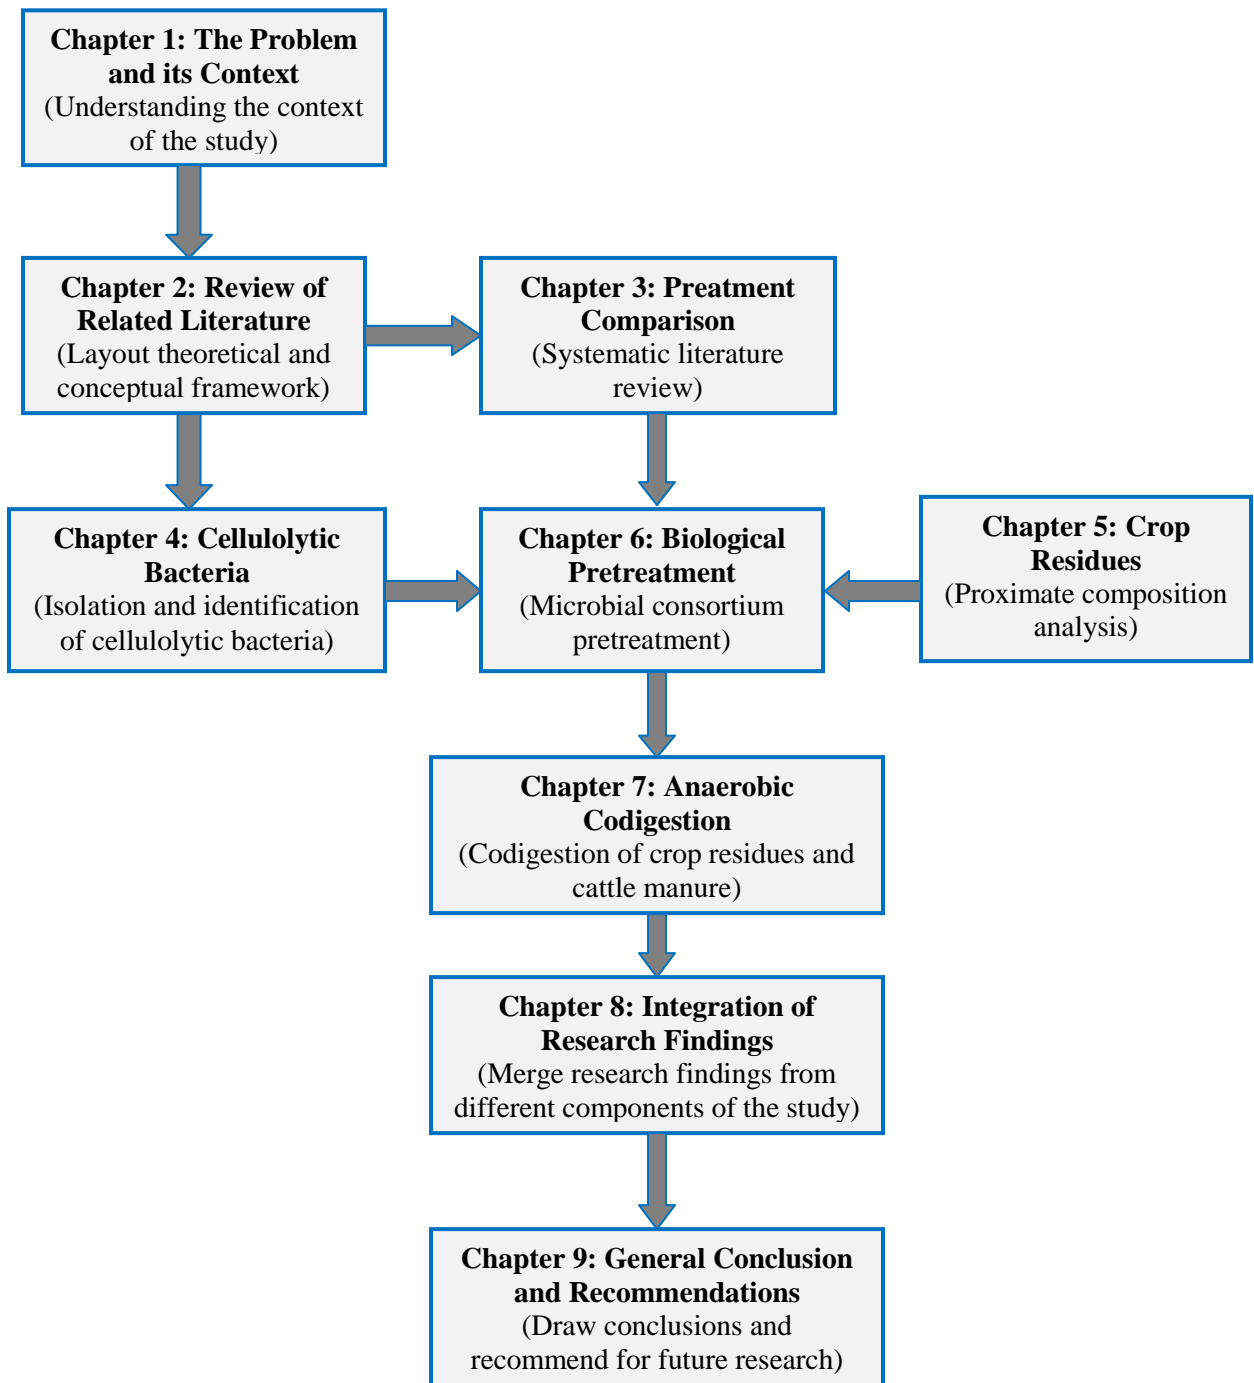 Chapter 1: The Problem
and its Context
(Understanding the context
of the study)
Chapter 2: Review of
Related Literature
(Layout theoretical and
conceptual framework)
Chapter 3: Preatment
Comparison
(Systematic literature
review)
Chapter 4: Cellulolytic
Bacteria
(Isolation and identification
of cellulolytic bacteria)
Chapter 6: Biological
Pretreatment
(Microbial consortium
pretreatment)
Chapter 5: Crop
Residues
(Proximate composition
analysis)
Chapter 7: Anaerobic
Codigestion
(Codigestion of crop residues and
cattle manure)
Chapter 8: Integration of
Research Findings
(Merge research findings from
different components of the study)
Chapter 9: General Conclusion
and Recommendations
(Draw conclusions and
recommend for future research)